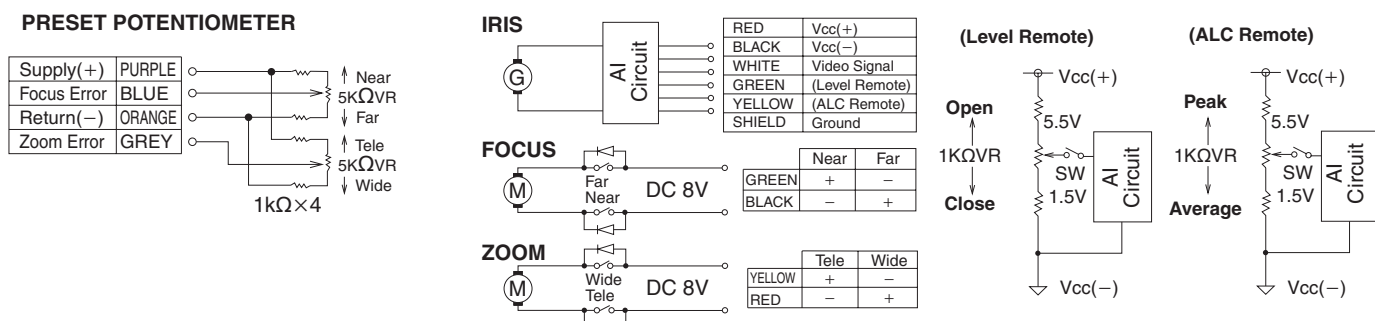 PRESET POTENTIOMETER
Supply(+) PURPLE
Focus Error BLUE
Return(−) ORANGE
Zoom Error GREY
Near
5KΩVR
Far
Tele
5KΩVR
Wide
1kΩ×4
IRIS
G
AI Circuit
RED Vcc(+)
BLACK Vcc(−)
WHITE Video Signal
GREEN (Level Remote)
YELLOW (ALC Remote)
SHIELD Ground
FOCUS
M
Far
Near
DC 8V
Near Far
GREEN + −
BLACK − +
ZOOM
M
Wide
Tele
DC 8V
Tele Wide
YELLOW + −
RED − +
(Level Remote)
Vcc(+)
Open
5.5V
1KΩVR
SW
1.5V
Close
AI Circuit
Vcc(−)
(ALC Remote)
Vcc(+)
Peak
5.5V
1KΩVR
SW
1.5V
Average
AI Circuit
Vcc(−)